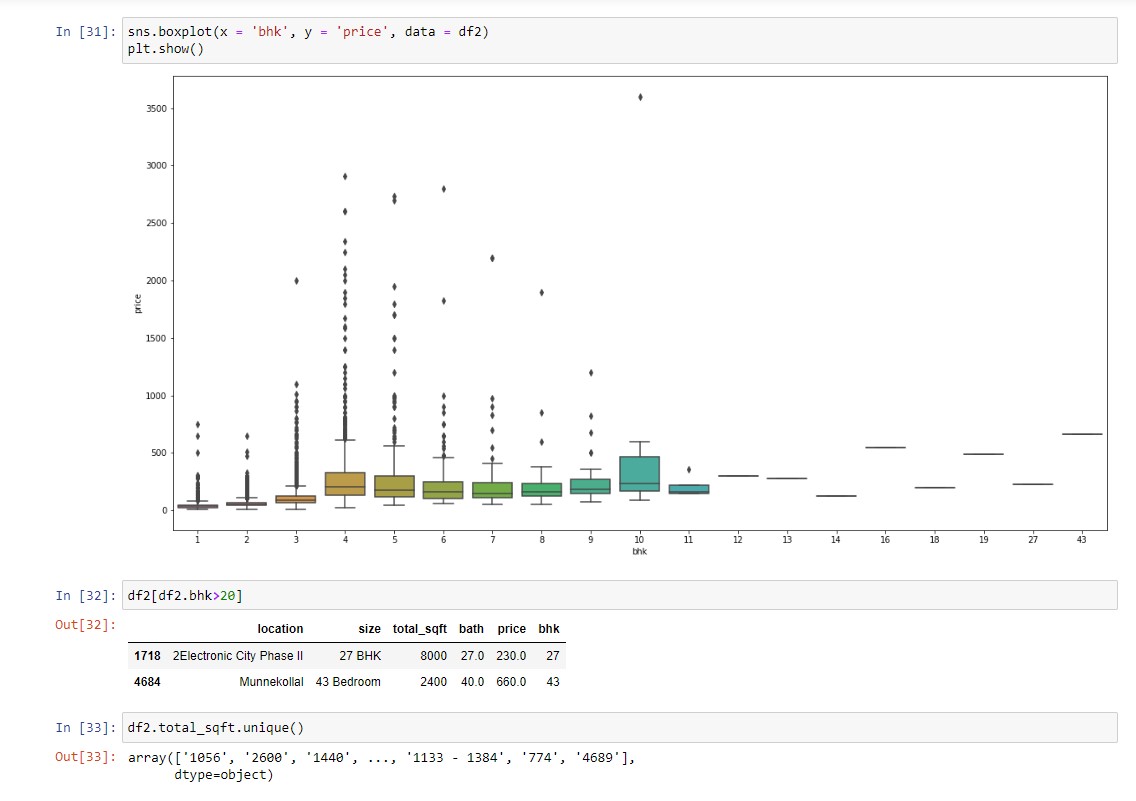 In [31]: sns.boxplot(x = 'bhk', y = 'price', data = df2)
plt.show()
3500
3000
2500
2000
1500
1000
500
0
price
1 2 3 4 5 6 7 8 9 10 11 12 13 14 16 18 19 27 43
bhk
In [32]: df2[df2.bhk>20]
Out[32]:
location size total_sqft bath price bhk
1718 2Electronic City Phase II 27 BHK 8000 27.0 230.0 27
4684 Munnekollal 43 Bedroom 2400 40.0 660.0 43
In [33]: df2.total_sqft.unique()
Out[33]: array(['1056', '2600', '1440', ..., '1133 - 1384', '774', '4689'],
dtype=object)